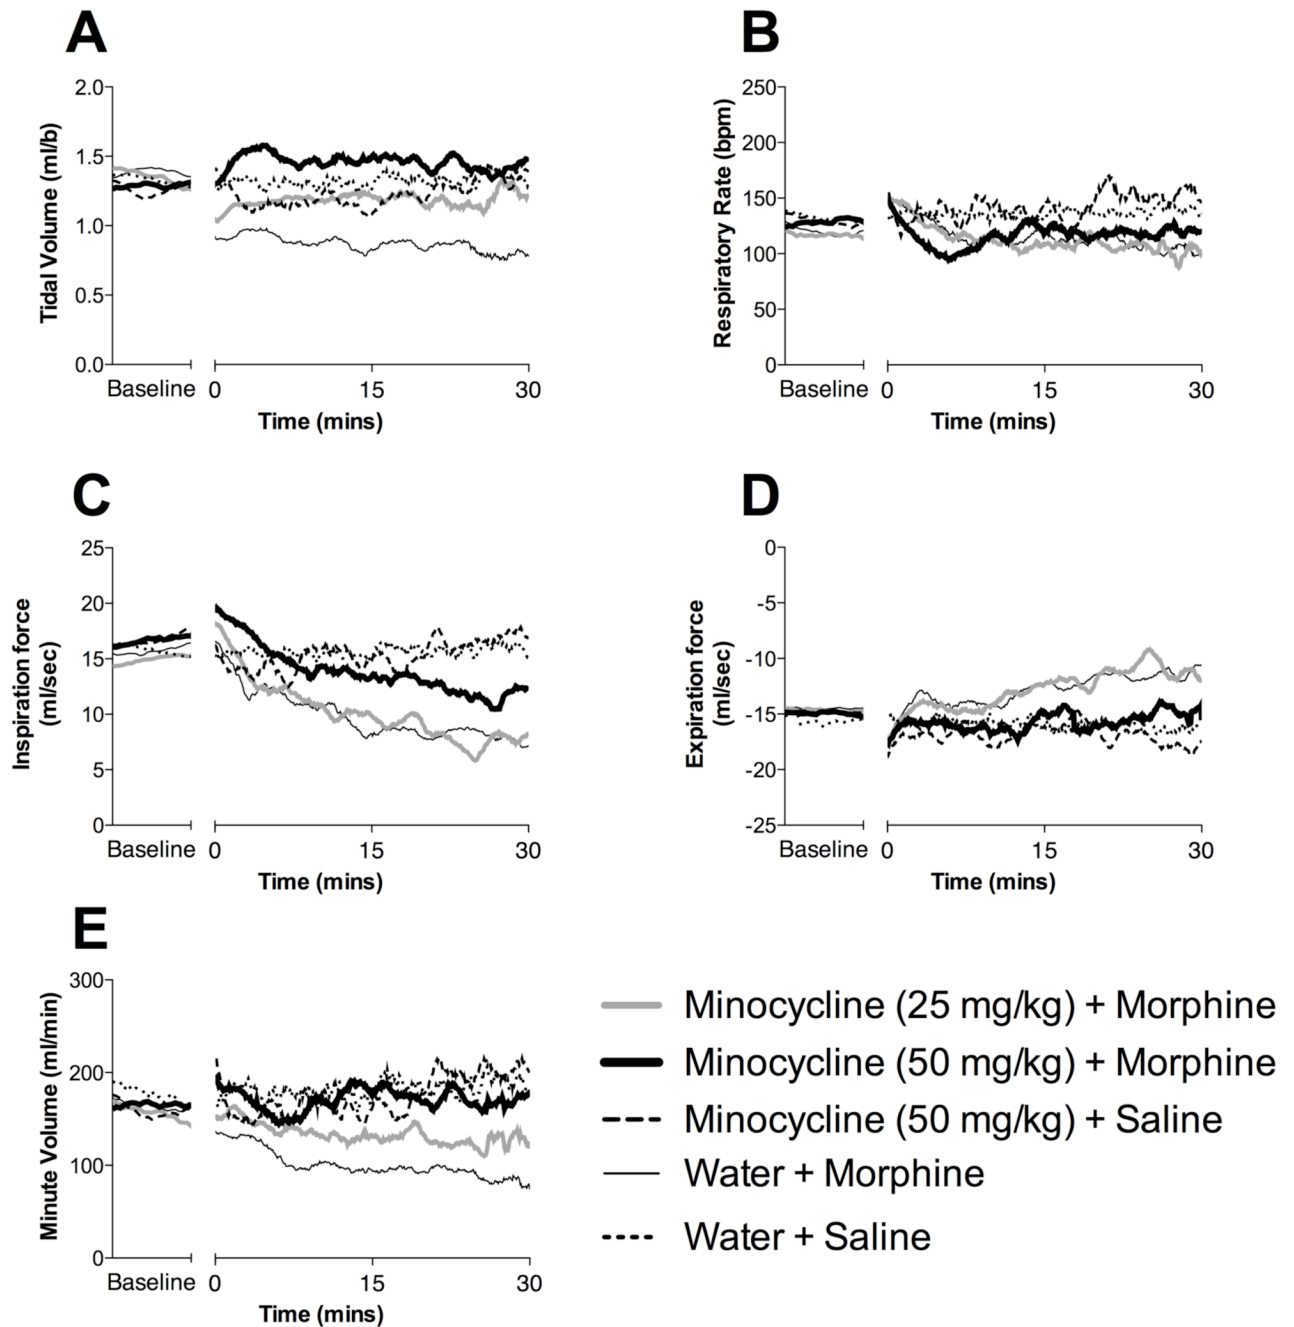 A
Tidal Volume (ml/b)
2.0
1.5
1.0
0.5
0.0
Baseline
0
15
30
Time (mins)
B
Respiratory Rate (bpm)
250
200
150
100
50
0
Baseline
0
15
30
Time (mins)
C
Inspiration force
(ml/sec)
25
20
15
10
5
0
Baseline
0
15
30
Time (mins)
D
Expiration force
(ml/sec)
0
-5
-10
-15
-20
-25
Baseline
0
15
30
Time (mins)
E
Minute Volume (ml/min)
300
200
100
0
Baseline
0
15
30
Time (mins)
Minocycline (25 mg/kg) + Morphine
Minocycline (50 mg/kg) + Morphine
Minocycline (50 mg/kg) + Saline
Water + Morphine
Water + Saline